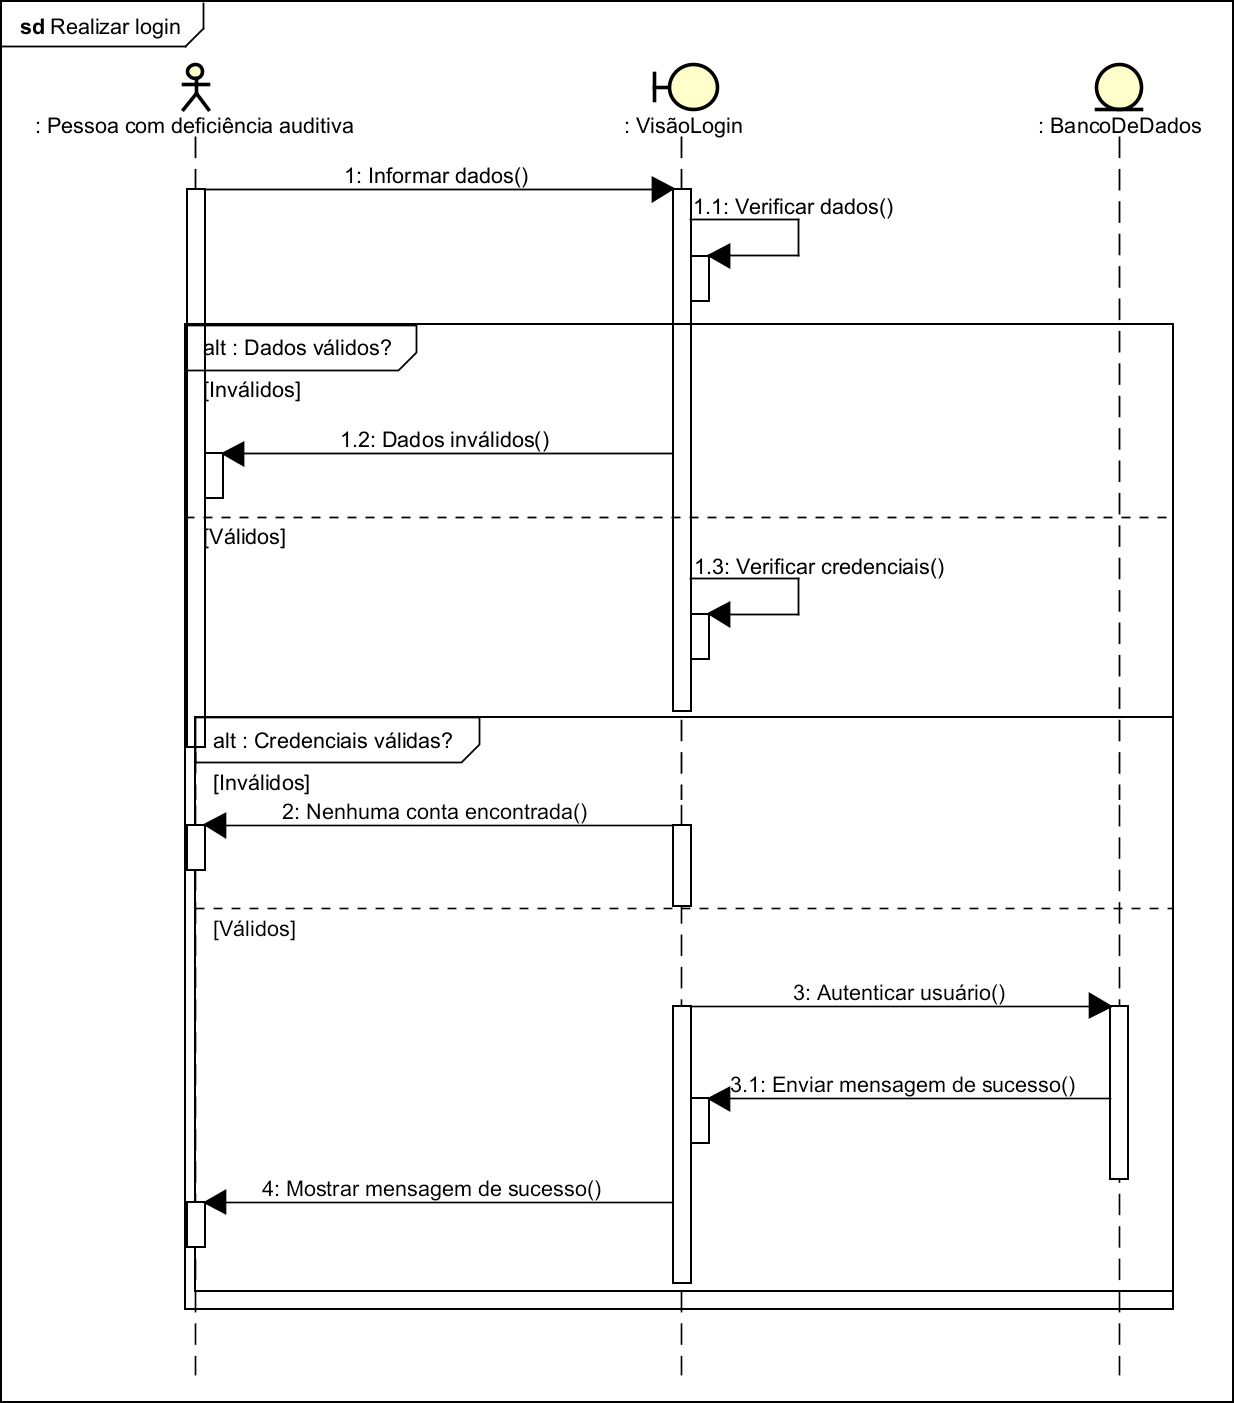 sd Realizar login
: Pessoa com deficiência auditiva
: VisãoLogin
: BancoDeDados
1: Informar dados()
1.1: Verificar dados()
alt : Dados válidos?
[Inválidos]
1.2: Dados inválidos()
[Válidos]
1.3: Verificar credenciais()
alt : Credenciais válidas?
[Inválidos]
2: Nenhuma conta encontrada()
[Válidos]
3: Autenticar usuário()
3.1: Enviar mensagem de sucesso()
4: Mostrar mensagem de sucesso()